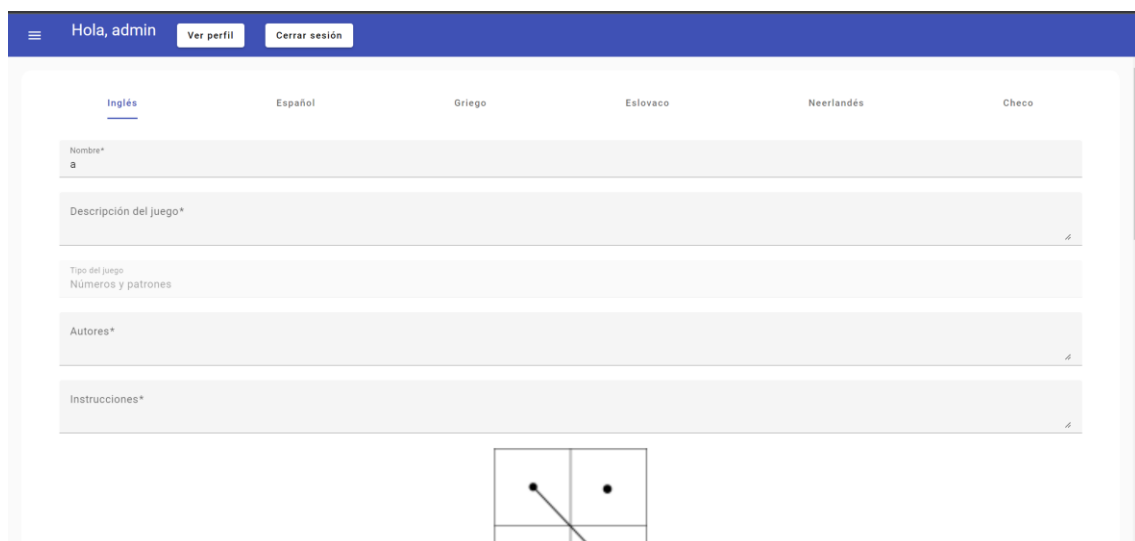 Hola, admin Ver perfil Cerrar sesión
Inglés Español Griego Eslovaco Neerlandés Checo
Nombre*
a
Descripción del juego*
Tipo del juego
Números y patrones
Autores*
Instrucciones*